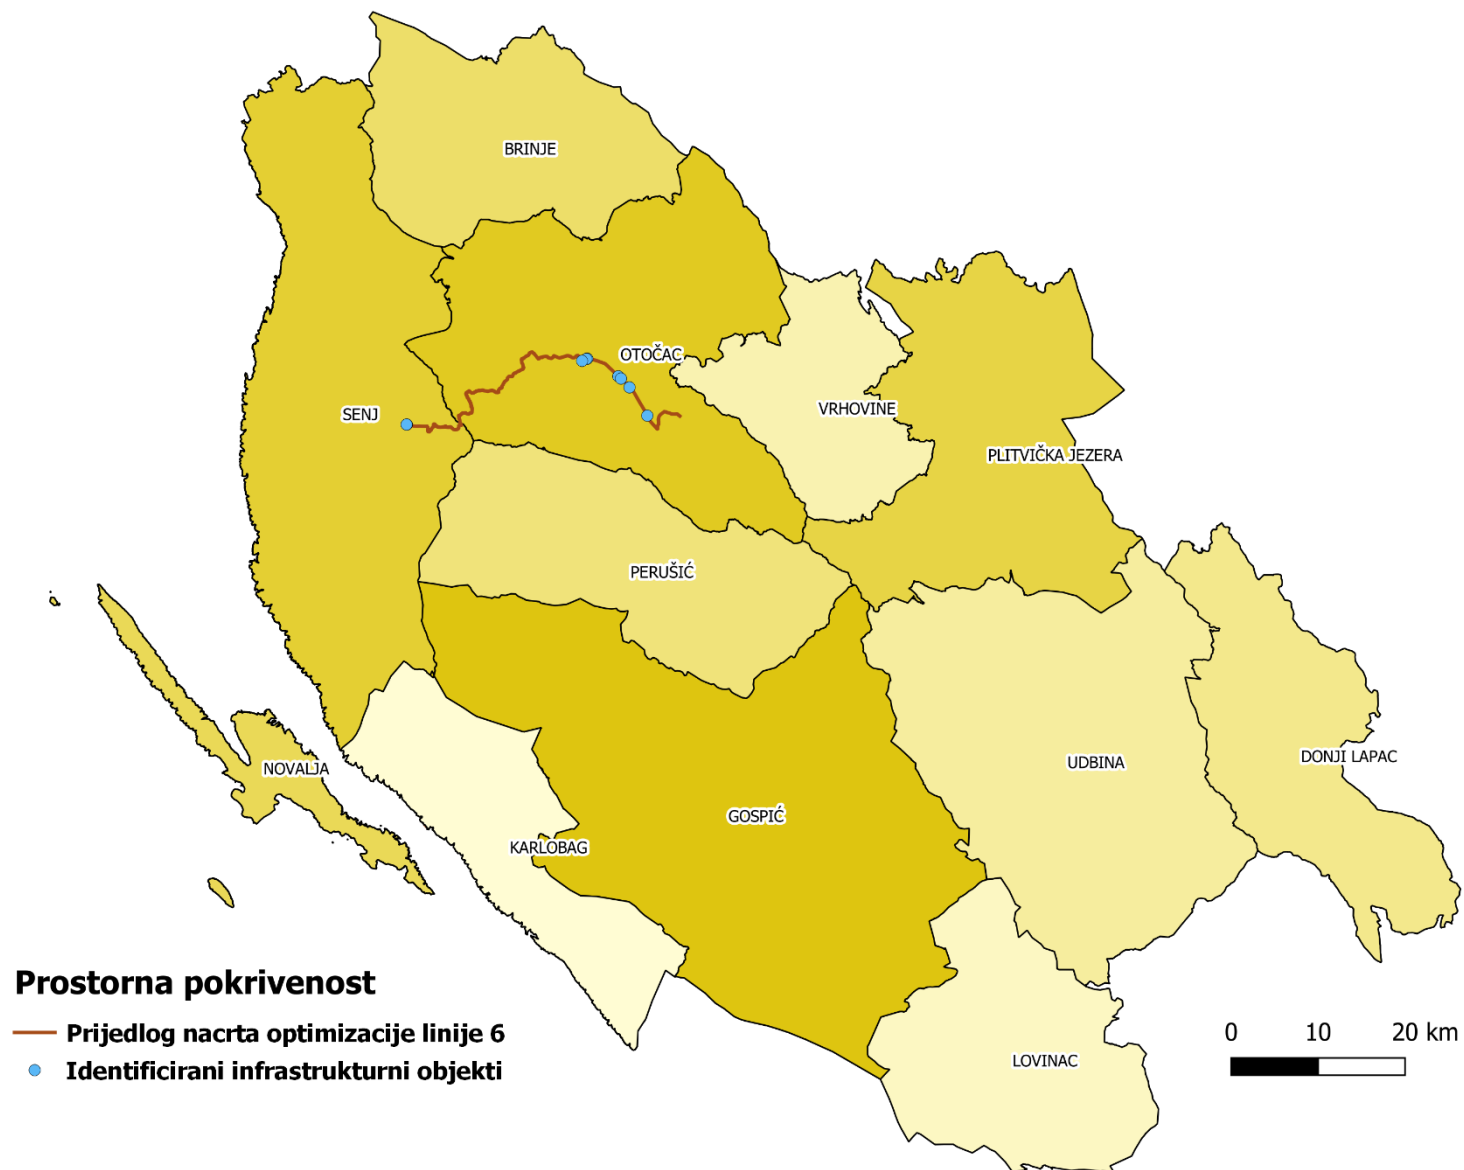 BRINJE
OTOČAC
SENJ
VRHOVINE
PLITVIČKA JEZERA
PERUŠIĆ
NOVALJA
UDBINA
DONJI LAPAC
GOSPIĆ
KARLOBAG
LOVINAC
Prostorna pokrivenost
Prijedlog nacrta optimizacije linije 6
Identificirani infrastrukturni objekti
0 10 20 km